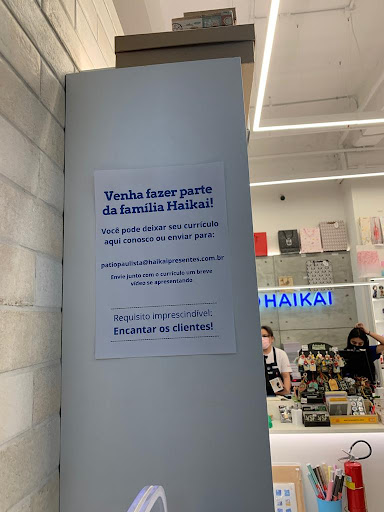 Venha fazer parte
da família Haikai!
Você pode deixar seu currículo
aqui conosco ou enviar para:
patiopaulista@haikaipresentes.com.br
Envie junto com o currículo um breve
vídeo se apresentando
Requisito imprescindível:
Encantar os clientes!
HAIKAI